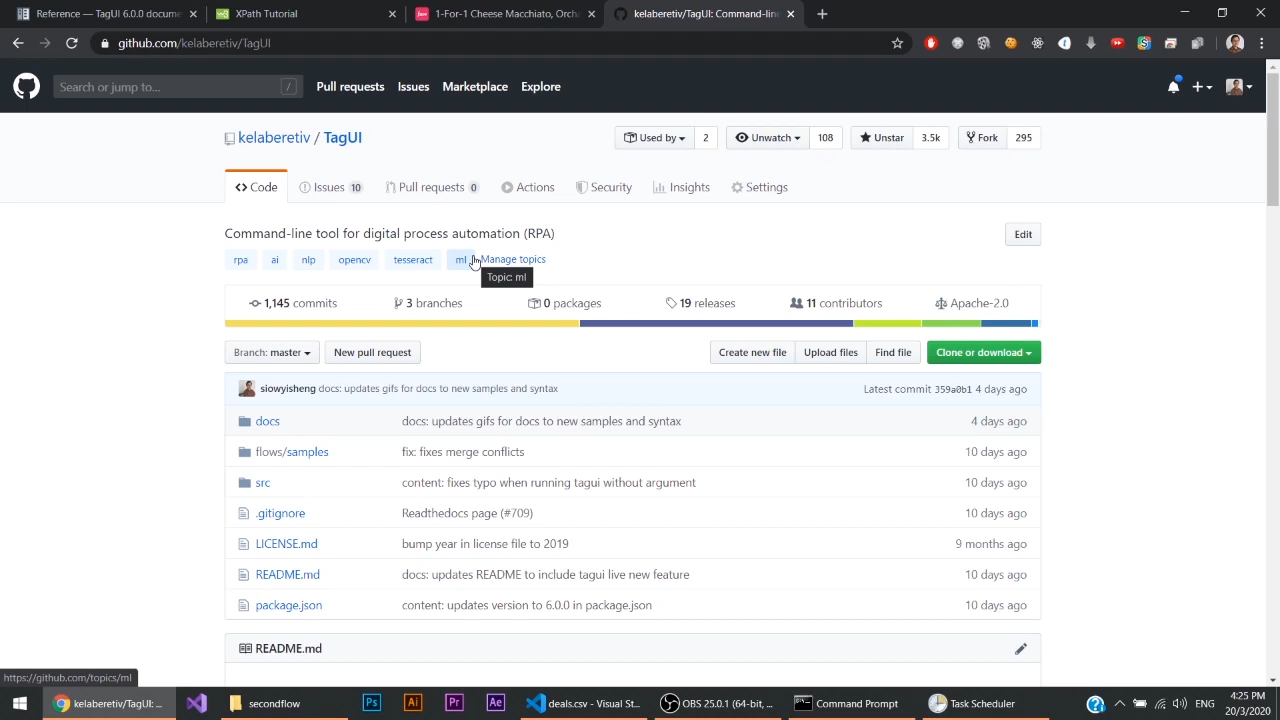 Reference — TagUI 6.0.0 docume
XPath Tutorial
1-For-1 Cheese Macchiato, Orcha
kelaberetiv/TagUI: Command-line
github.com/kelaberetiv/TagUI
Search or jump to... /
Pull requests Issues Marketplace Explore
kelaberetiv / TagUI
Used by 2 Unwatch 108 Unstar 3.5k Fork 295
Code Issues 10 Pull requests 0 Actions Security Insights Settings
Command-line tool for digital process automation (RPA)
Edit
rpa ai nlp opencv tesseract ml Manage topics
Topic: ml
1,145 commits 3 branches 0 packages 19 releases 11 contributors Apache-2.0
Branch: master New pull request Create new file Upload files Find file Clone or download
siowyisheng docs: updates gifs for docs to new samples and syntax Latest commit 359a0b1 4 days ago
docs docs: updates gifs for docs to new samples and syntax 4 days ago
flows/samples fix: fixes merge conflicts 10 days ago
src content: fixes typo when running tagui without argument 10 days ago
.gitignore Readthedocs page (#709) 10 days ago
LICENSE.md bump year in license file to 2019 9 months ago
README.md docs: updates README to include tagui live new feature 10 days ago
package.json content: updates version to 6.0.0 in package.json 10 days ago
README.md
https://github.com/topics/ml
kelaberetiv/TagUI: ... secondflow Ps Ai Pr Ae deals.csv - Visual St... OBS 25.0.1 (64-bit, ... Command Prompt Task Scheduler ENG
4:25 PM
20/3/2020